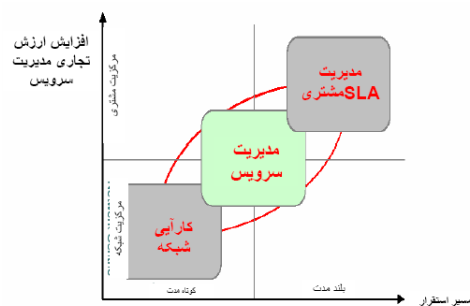 افزایش ارزش
تجاری مدیریت
سرویس
مرکزیت مشتری
مرکزیت شبکه
مدیریت
SLAمشتری
مدیریت
سرویس
کارآیی
شبکه
کوتاه مدت
بلند مدت
مسیر استقرار